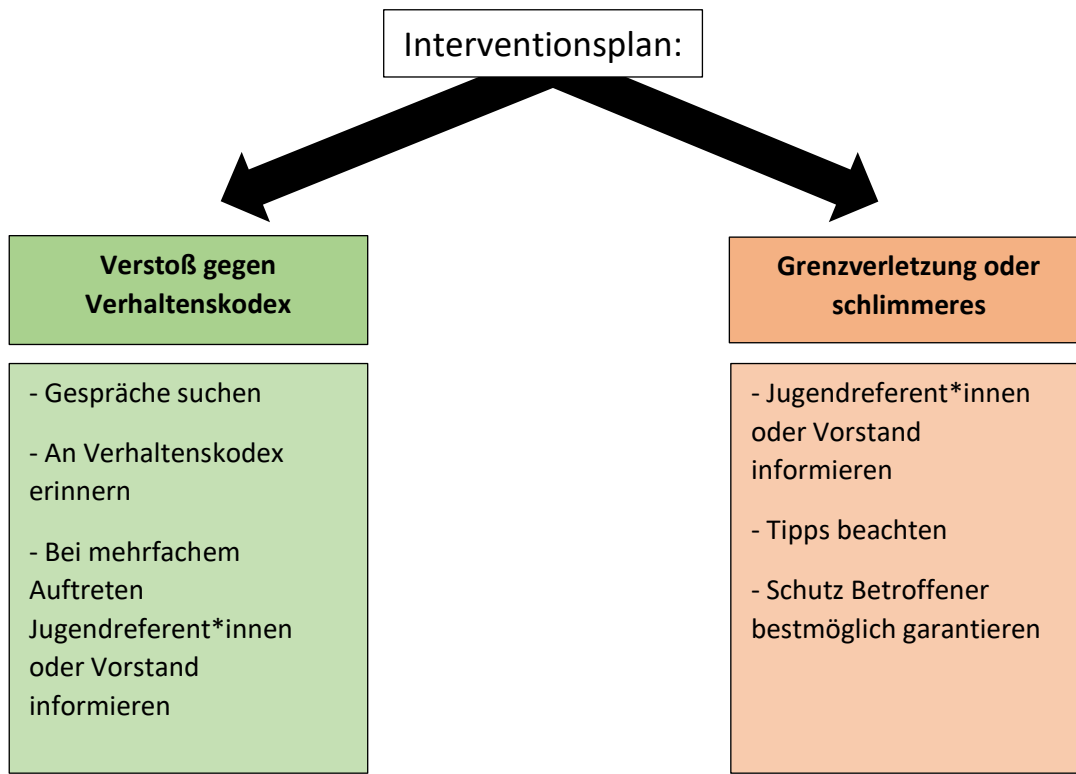 Interventionsplan:
Verstoß gegen
Verhaltenskodex
- Gespräche suchen
- An Verhaltenskodex
erinnern
- Bei mehrfachem
Auftreten
Jugendreferent*innen
oder Vorstand
informieren
Grenzverletzung oder
schlimmeres
- Jugendreferent*innen
oder Vorstand
informieren
- Tipps beachten
- Schutz Betroffener
bestmöglich garantieren